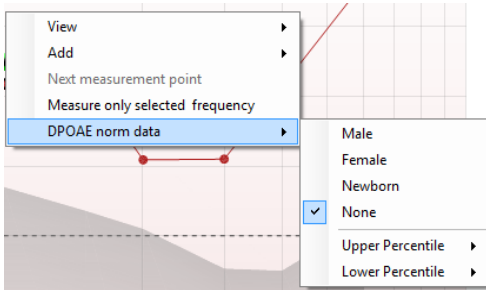 View
Add
Next measurement point
Measure only selected frequency
DPOAE norm data
Male
Female
Newborn
None
Upper Percentile
Lower Percentile